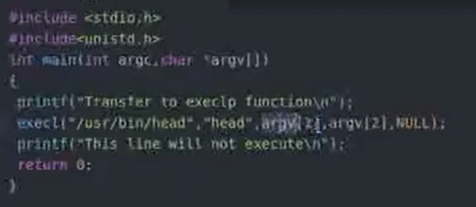 #include <stdio.h>
#include<unistd.h>
int main(int argc,char *argv[])
{
printf("Transfer to execlp function\n");
execl("/usr/bin/head","head",argv[1],argv[2],NULL);
printf("This line will not execute\n");
return 0;
}